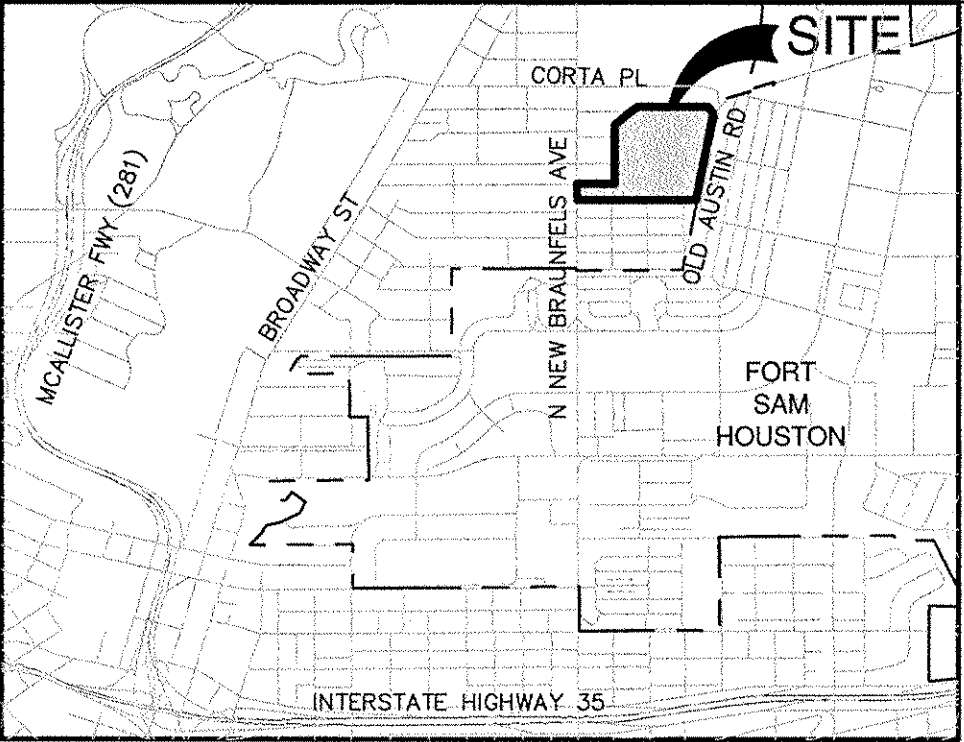 SITE
CORTA PL
OLD AUSTIN RD
N NEW BRAUNFELS AVE
MCALLISTER FWY (281)
BROADWAY ST
FORT
SAM
HOUSTON
INTERSTATE HIGHWAY 35